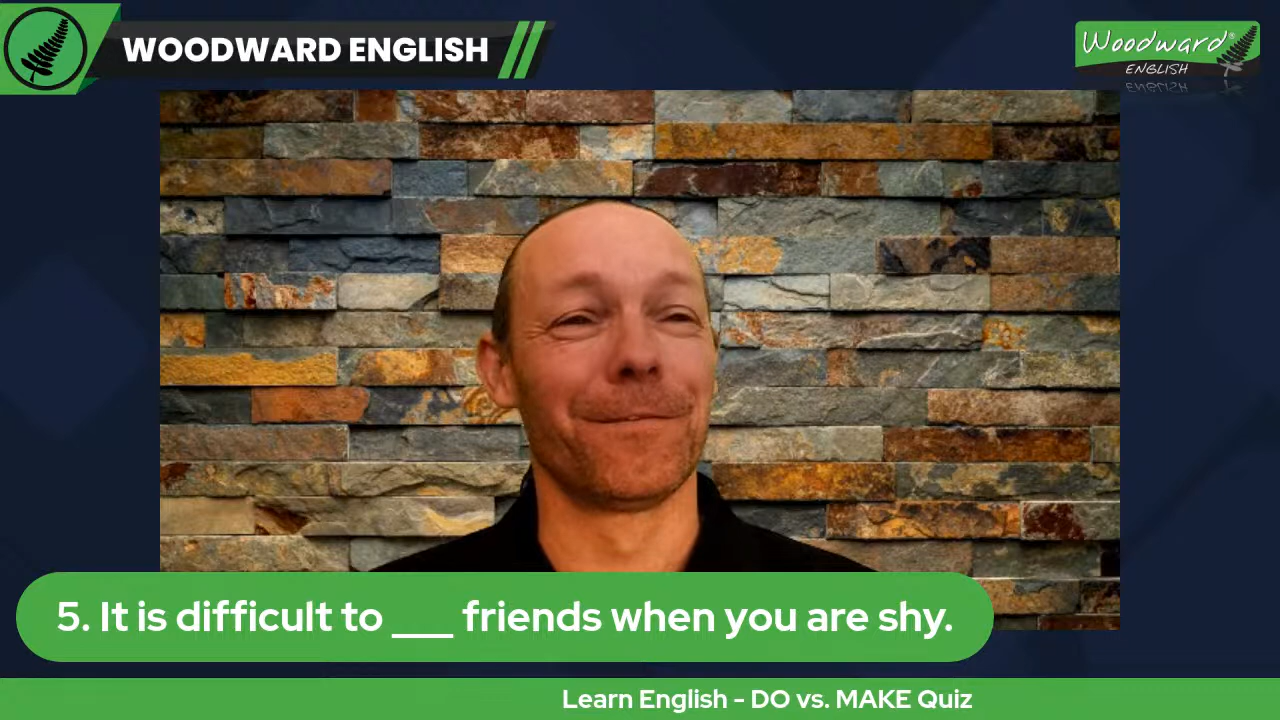 WOODWARD ENGLISH
Woodward®
ENGLISH
5. It is difficult to ___ friends when you are shy.
Learn English - DO vs. MAKE Quiz